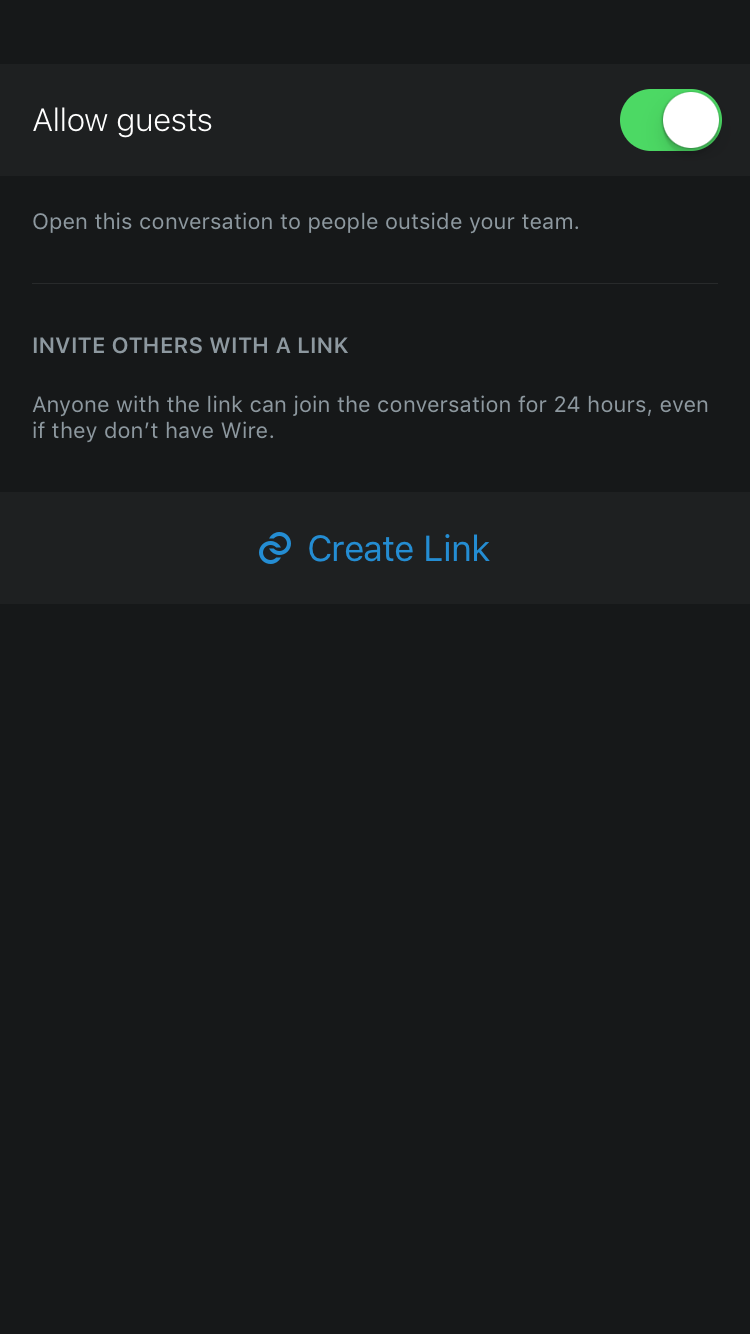 Allow guests
Open this conversation to people outside your team.
INVITE OTHERS WITH A LINK
Anyone with the link can join the conversation for 24 hours, even
if they don’t have Wire.
Create Link